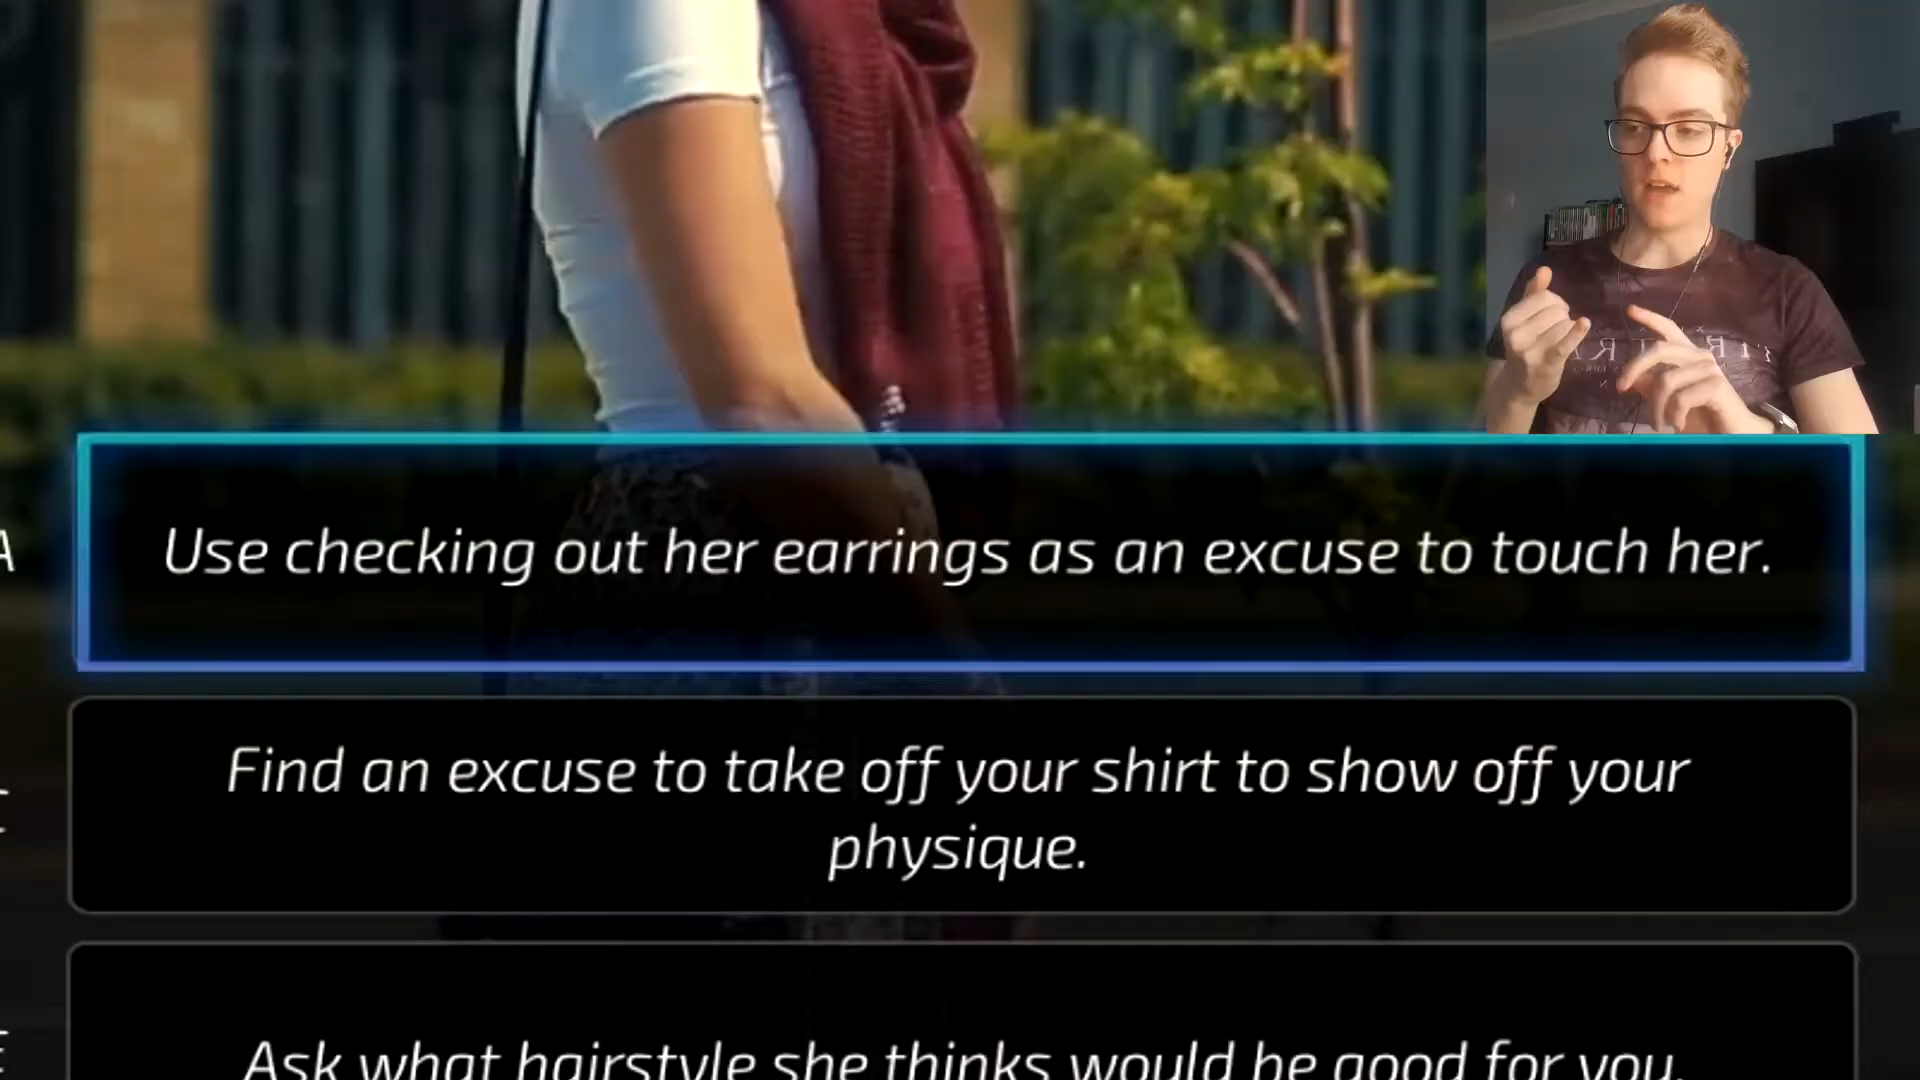 Use checking out her earrings as an excuse to touch her.
Find an excuse to take off your shirt to show off your
physique.
Ask what hairstyle she thinks would be good for you.